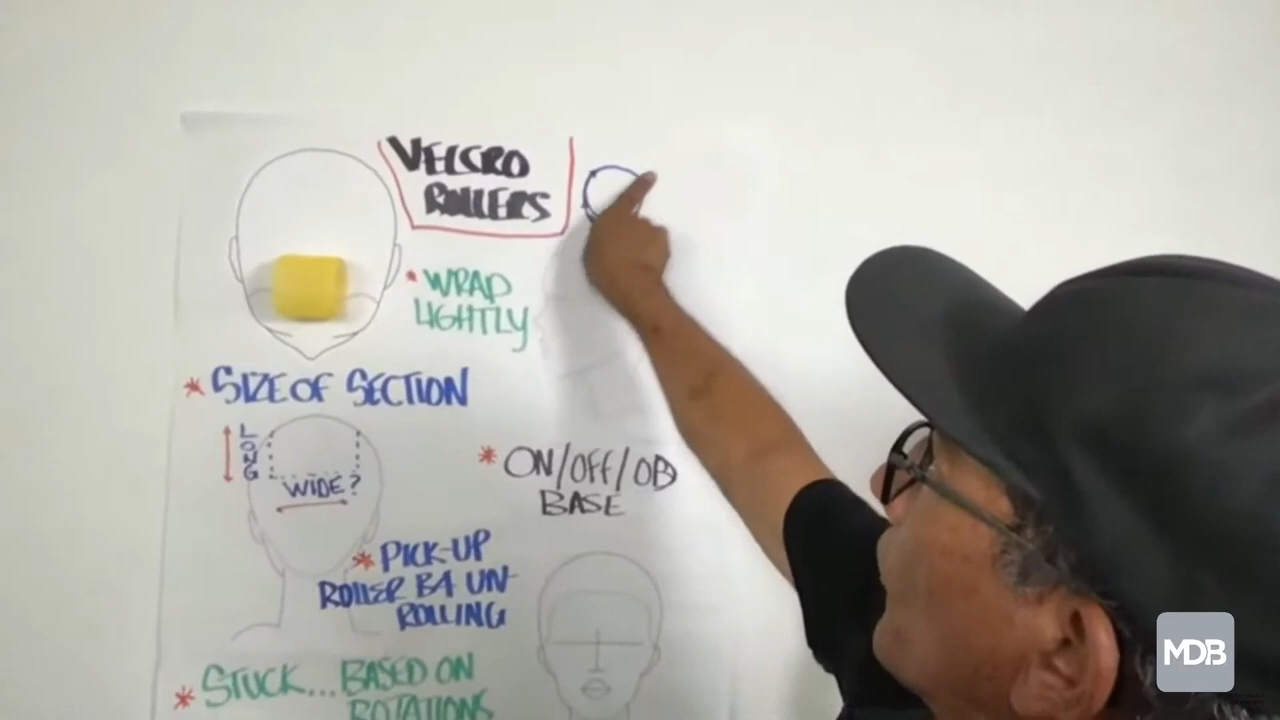 VELCRO
ROLLERS
* WRAP
LIGHTLY
* SIZE OF SECTION
LONG
WIDE?
* ON/OFF/OB
BASE
* PICK-UP
ROLLER B4 UN-
ROLLING
* STUCK... BASED ON
ROTATIONS
MDB